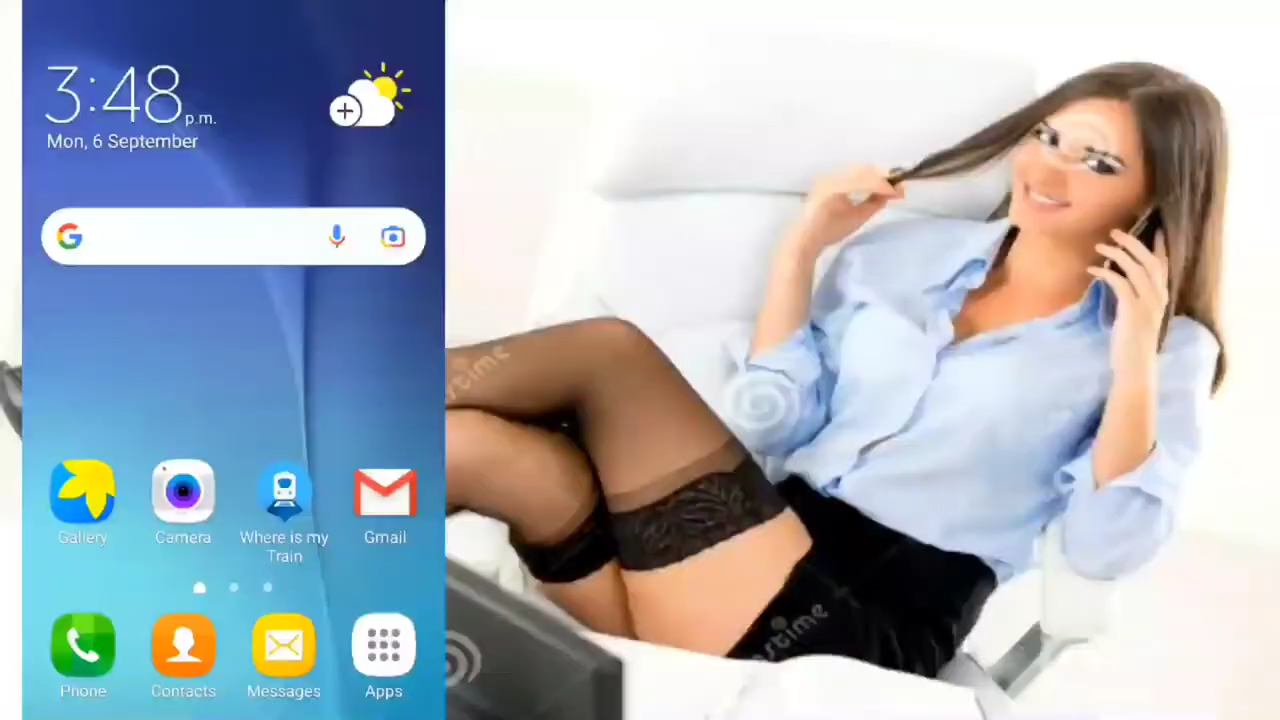 3:48 p.m.
Mon, 6 September
G
Gallery
Camera
Where is my
Train
Gmail
Phone
Contacts
Messages
Apps